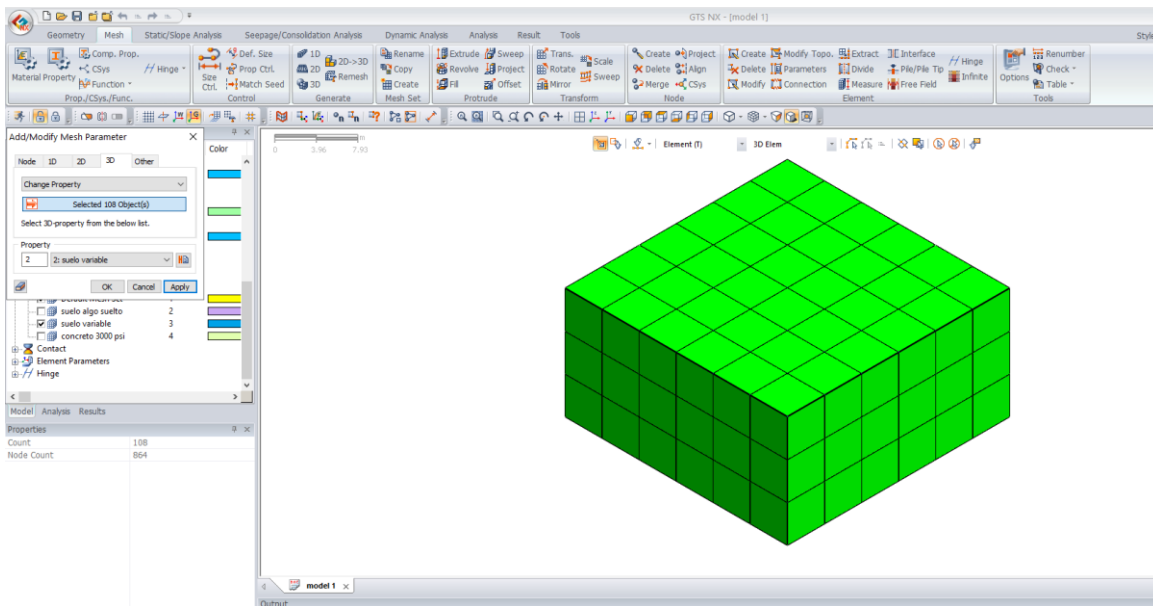 GTS NX - [model 1]
Geometry Mesh Static/Slope Analysis Seepage/Consolidation Analysis Dynamic Analysis Analysis Result Tools Style
Comp. Prop. Def. Size 1D 2D->3D Rename Extrude Sweep Trans. Scale Create Project Create Modify Topo. Extract Interface Renumber
CSys Hinge Prop Ctrl. 2D Remesh Copy Revolve Project Rotate Sweep Delete Align Delete Parameters Divide Pile/Pile Tip Hinge Check
Material Property Function Size Ctrl. Match Seed 3D Create Fill Offset Mirror Merge CSys Modify Connection Measure Free Field Infinite Options Table
Prop./CSys./Func. Control Generate Mesh Set Protrude Transform Node Element Tools
Add/Modify Mesh Parameter
Color
0 3.96 7.93 m
Element (T) 3D Elem
Node 1D 2D 3D Other
Change Property
Selected 108 Object(s)
Select 3D-property from the below list.
Property
2 2: suelo variable
OK Cancel Apply
Default Mesh Set 1
suelo algo suelto 2
suelo variable 3
concreto 3000 psi 4
Contact
Element Parameters
Hinge
Model Analysis Results
Properties
Count 108
Node Count 864
model 1
Output